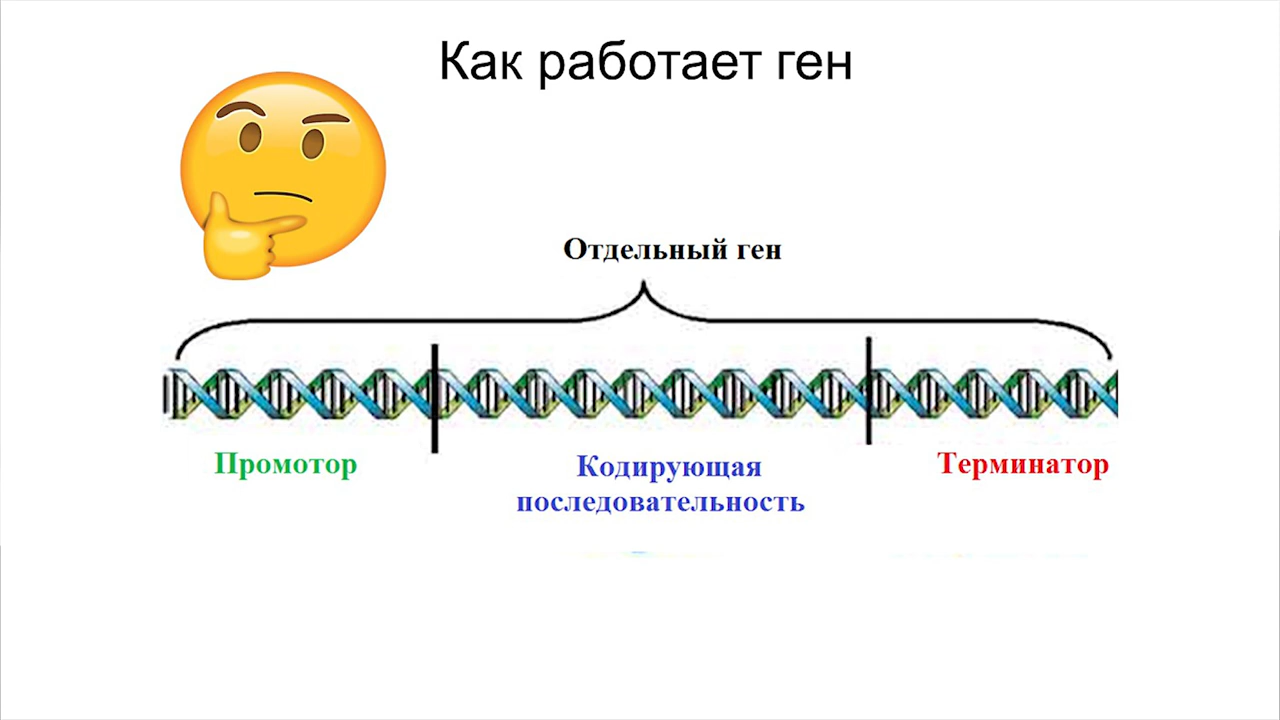 Как работает ген
Отдельный ген
Промотор
Кодирующая
последовательность
Терминатор